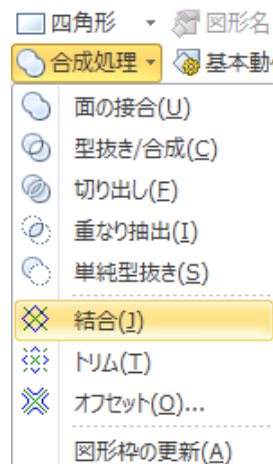 四角形 図形名
合成処理 基本動
面の接合(U)
型抜き/合成(C)
切り出し(F)
重なり抽出(I)
単純型抜き(S)
結合(J)
トリム(T)
オフセット(O)...
図形枠の更新(A)